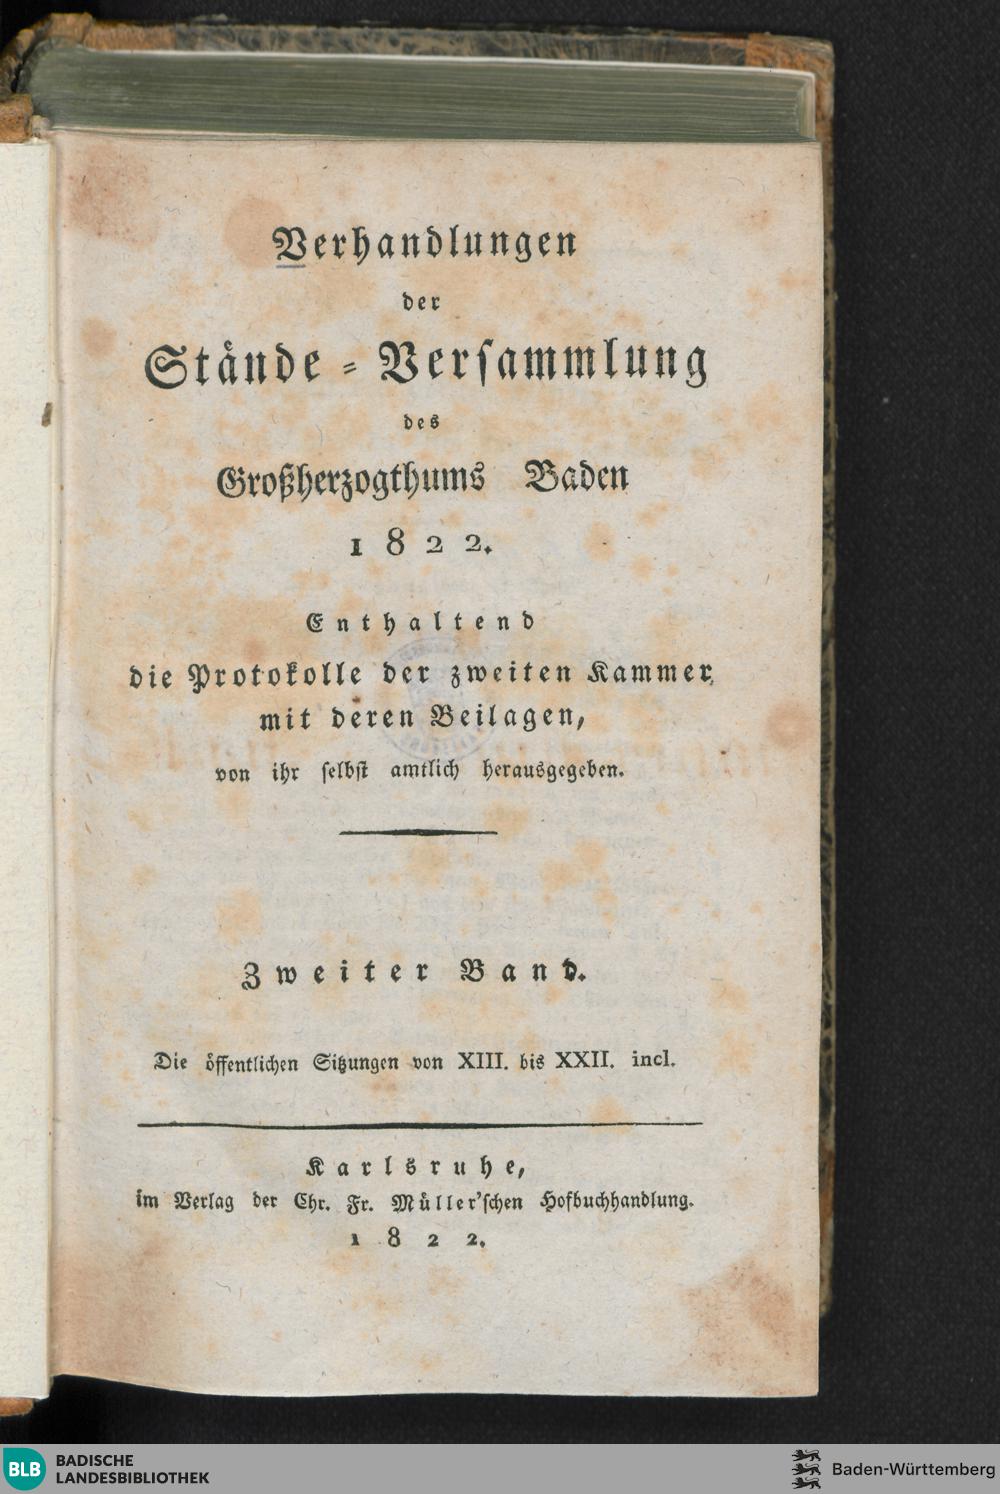 Verhandlungen
der
Stände-Versammlung
des
Großherzogthums Baden
1822.
Enthaltend
die Protokolle der zweiten Kammer,
mit deren Beilagen,
von ihr selbst amtlich herausgegeben.
Zweiter Band.
Die öffentlichen Sitzungen von XIII. bis XXII. incl.
Karlsruhe,
im Verlag der Chr. Fr. Müller'schen Hofbuchhandlung.
1822.
BLB
BADISCHE
LANDESBIBLIOTHEK
Baden-Württemberg